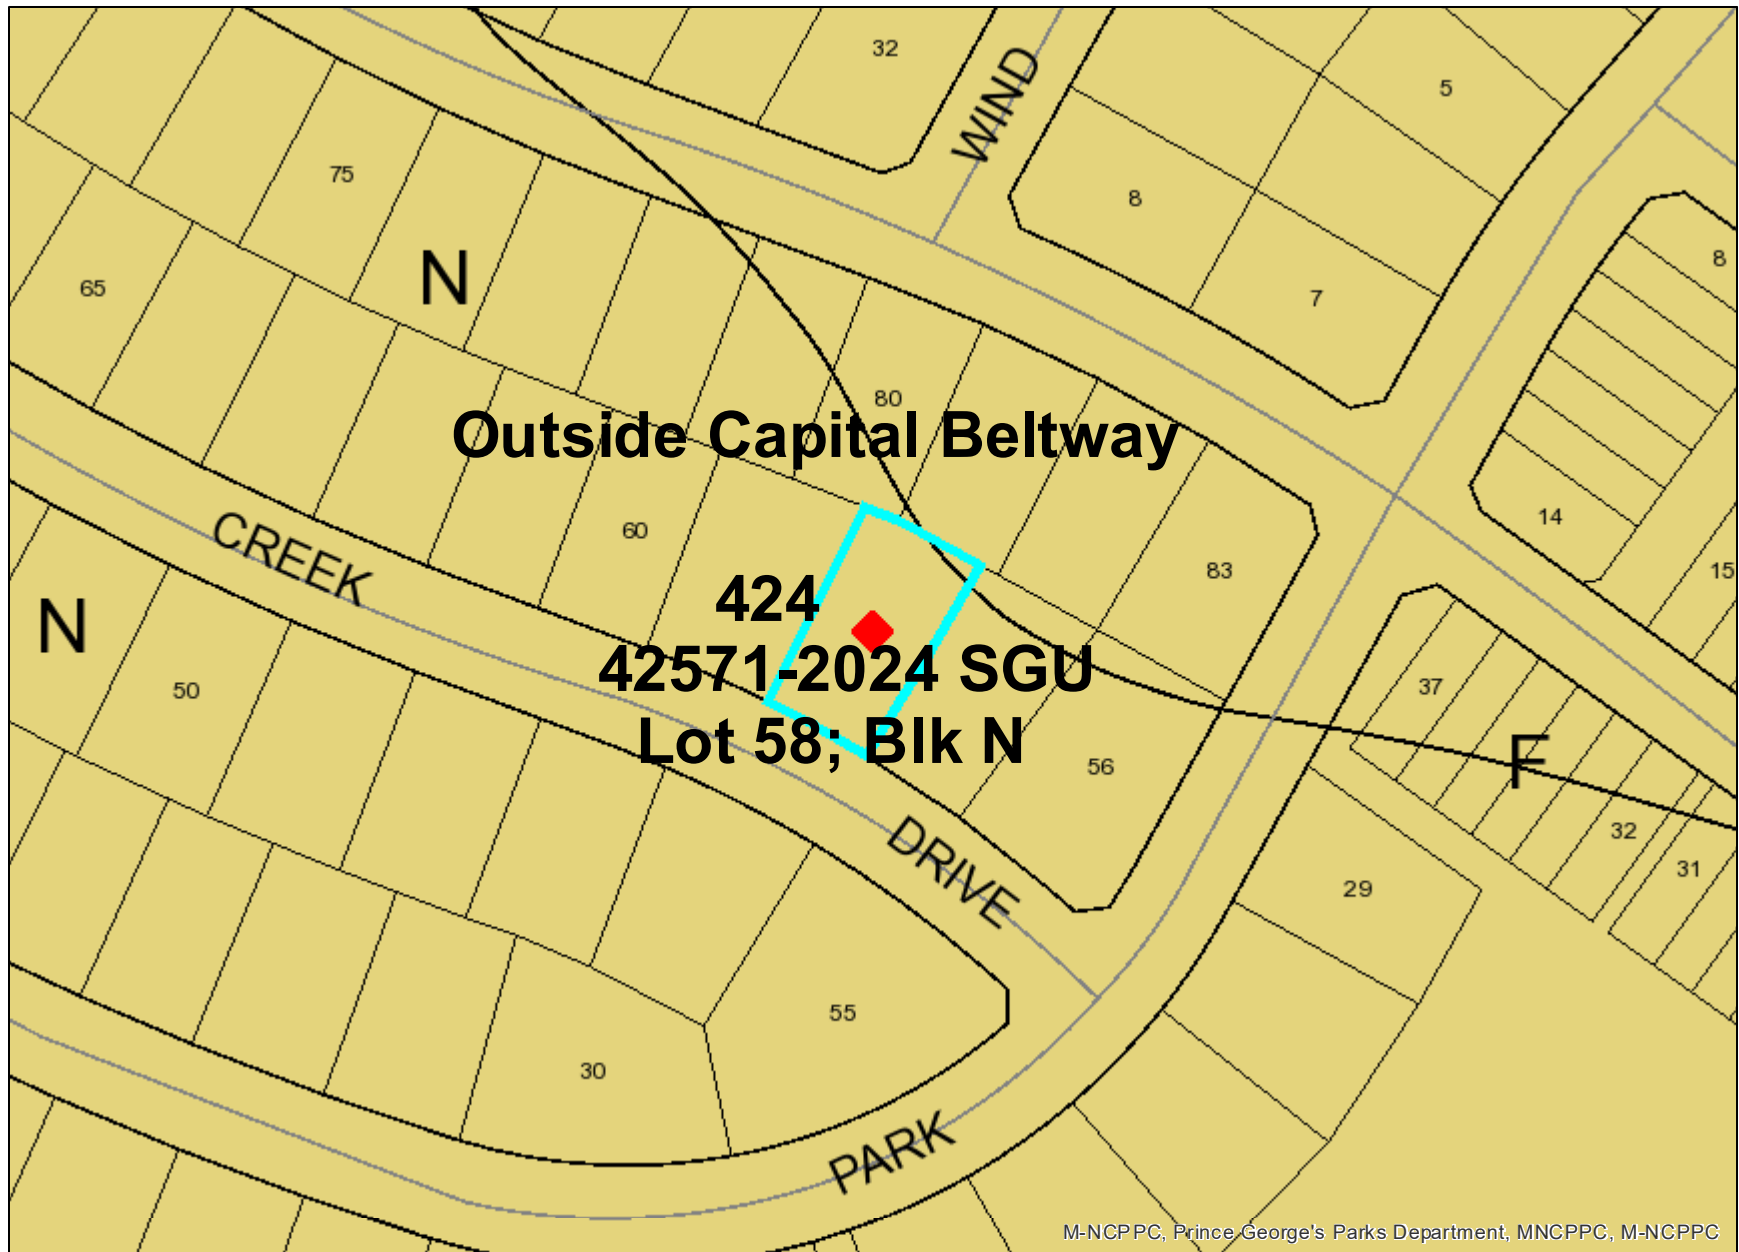 32
WIND
5
75
8
8
N
65
7
80
Outside Capital Beltway
CREEK
60
14
15
83
424
N
42571-2024 SGU
50
37
Lot 58; Blk N
56
F
32
DRIVE
31
29
55
30
PARK
M-NCPPC, Prince George's Parks Department, MNCPPC, M-NCPPC